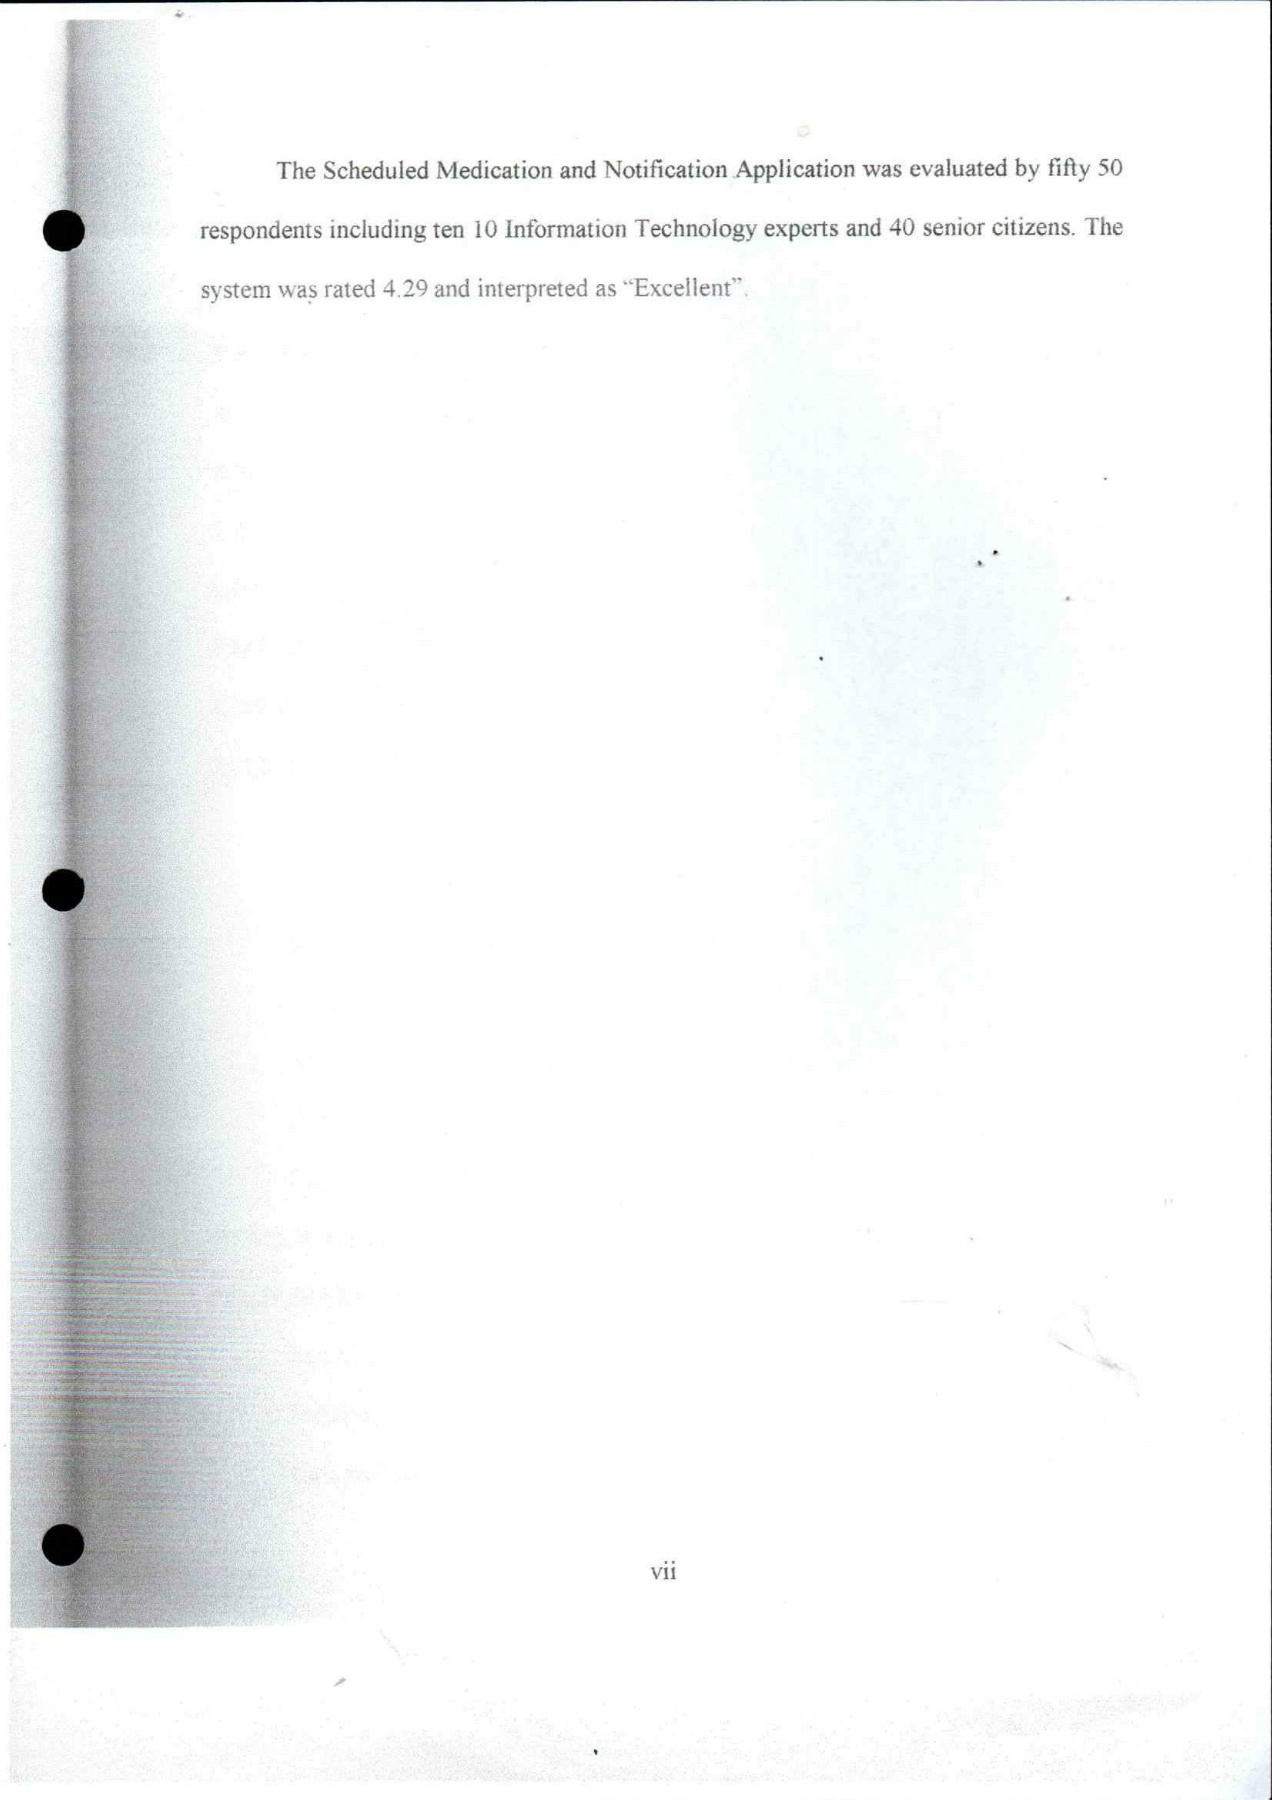 The Scheduled Medication and Notification Application was evaluated by fifty 50
respondents including ten 10 Information Technology experts and 40 senior citizens. The
system was rated 4.29 and interpreted as “Excellent”.
vii